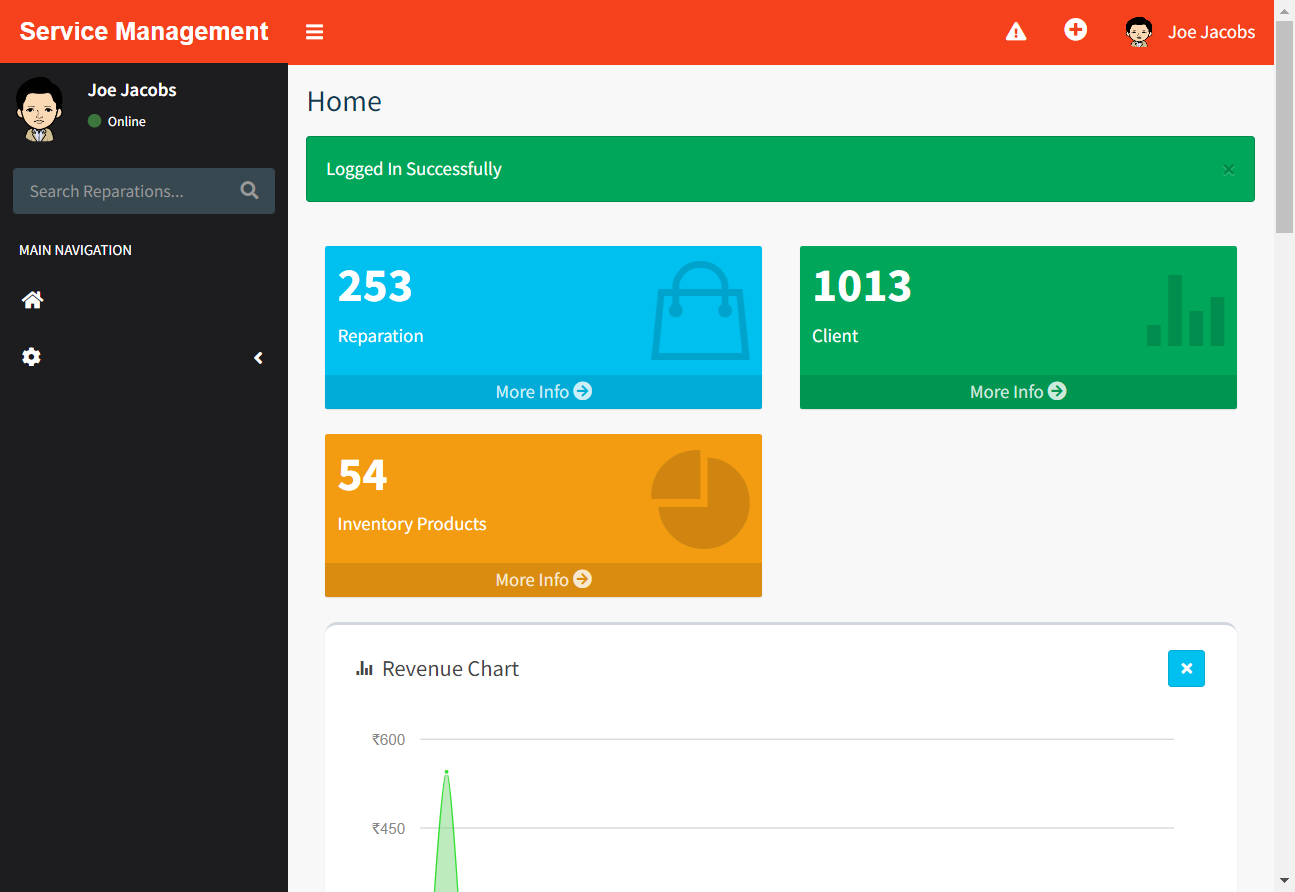 Service Management
Joe Jacobs
Joe Jacobs
Online
Search Reparations...
MAIN NAVIGATION
Home
Logged In Successfully
×
253
Reparation
More Info
1013
Client
More Info
54
Inventory Products
More Info
Revenue Chart
₹600
₹450